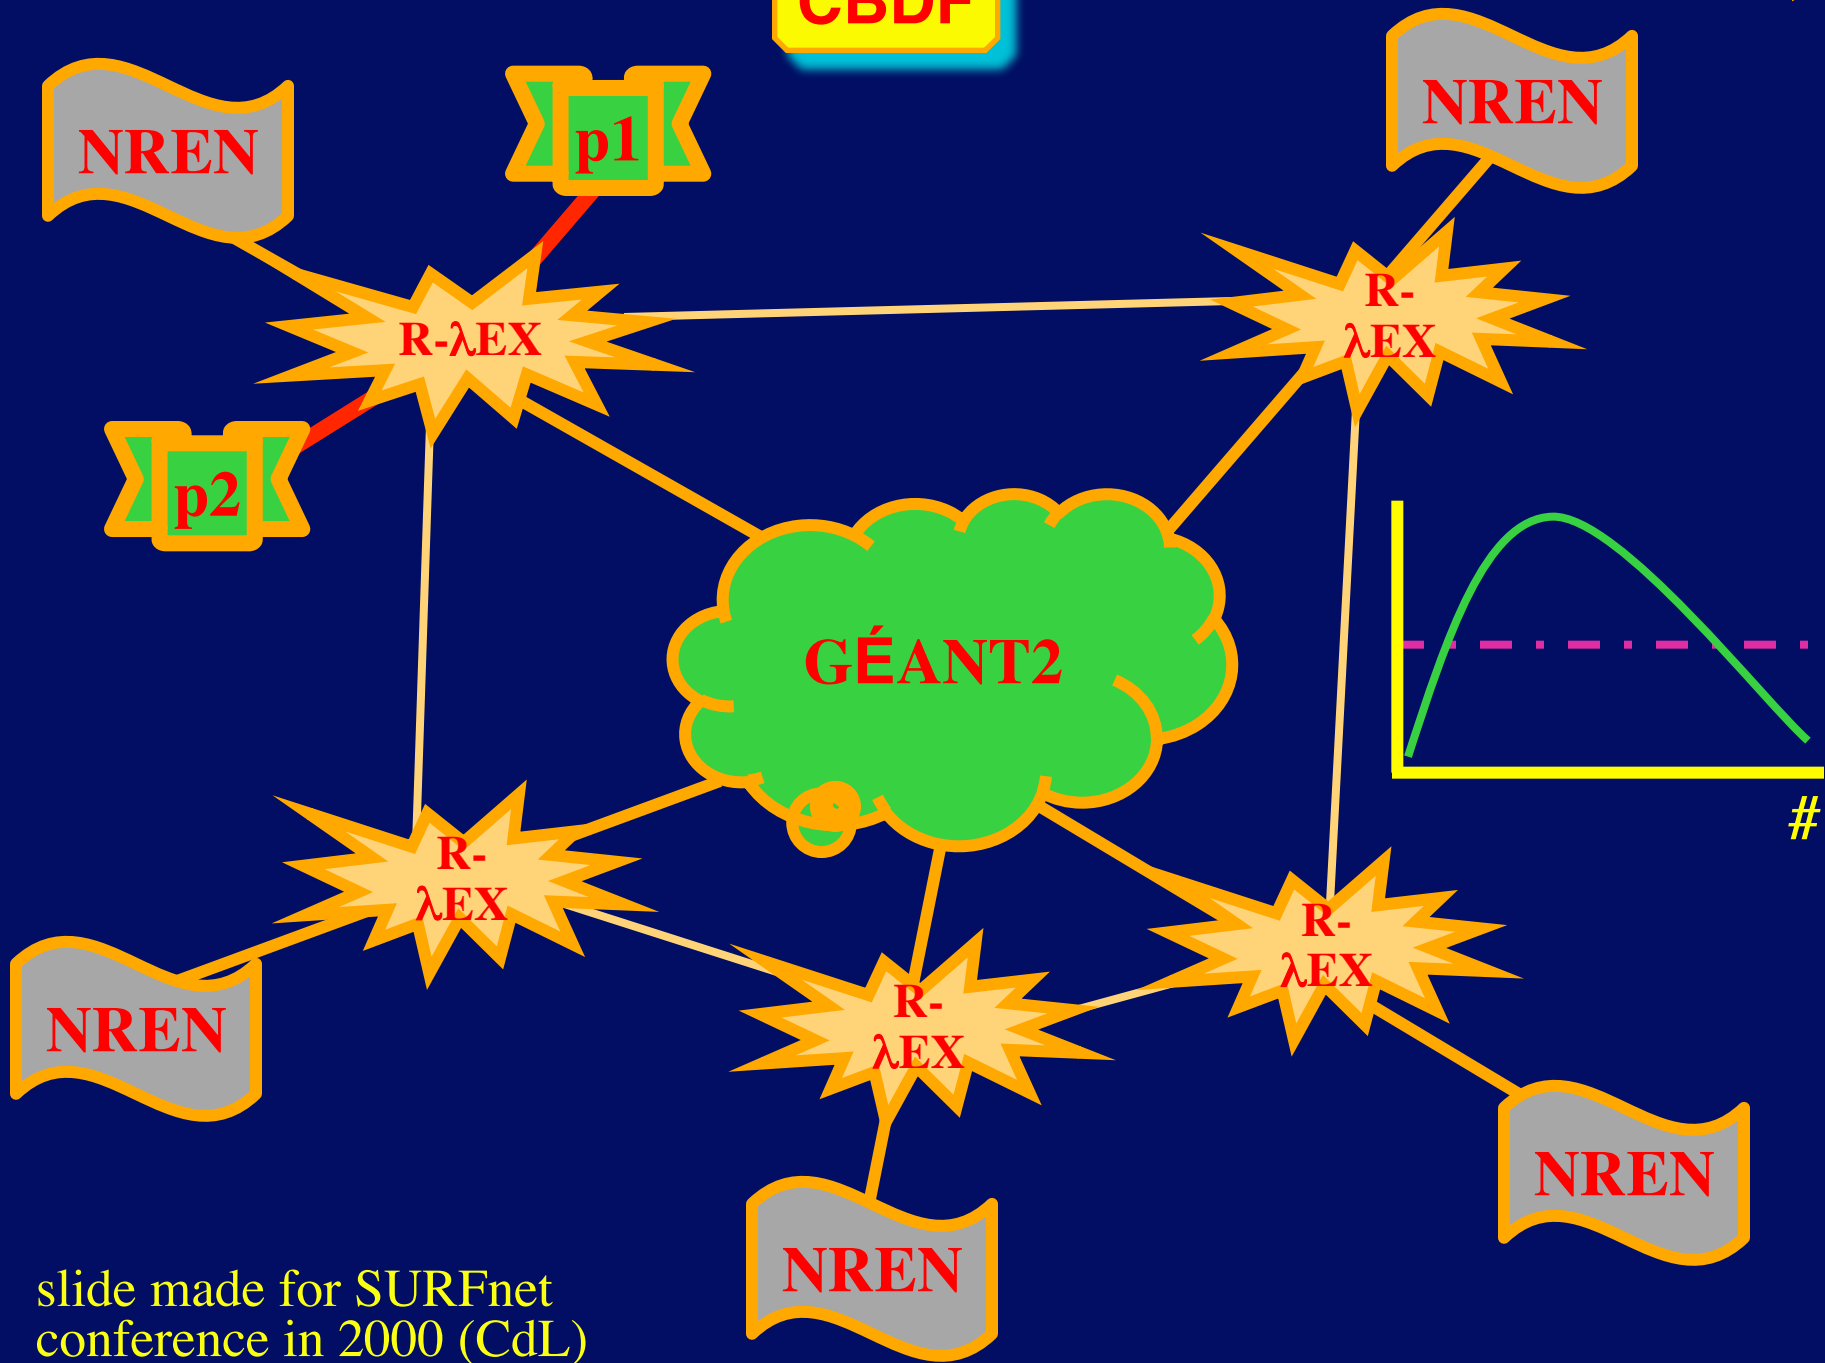 CBDF
NREN
p1
NREN
R-λEX
R-
λEX
p2
GÉANT2
#
R-
λEX
R-
λEX
R-
λEX
NREN
NREN
NREN
slide made for SURFnet
conference in 2000 (CdL)